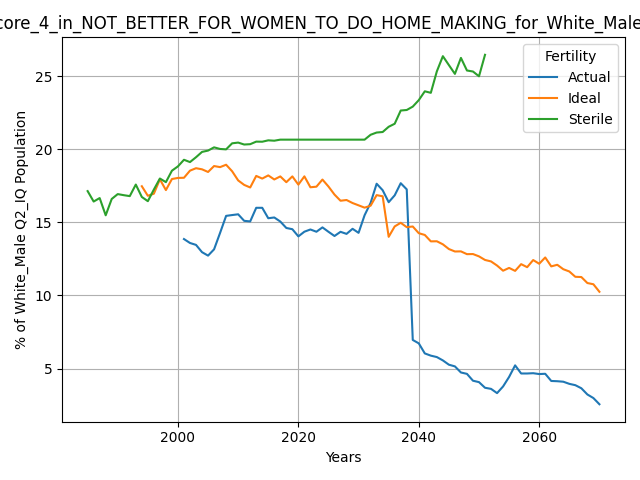 core_4_in_NOT_BETTER_FOR_WOMEN_TO_DO_HOME_MAKING_for_White_Male
Fertility
Actual
Ideal
Sterile
% of White_Male Q2_IQ Population
25
20
15
10
5
2000
2020
2040
2060
Years